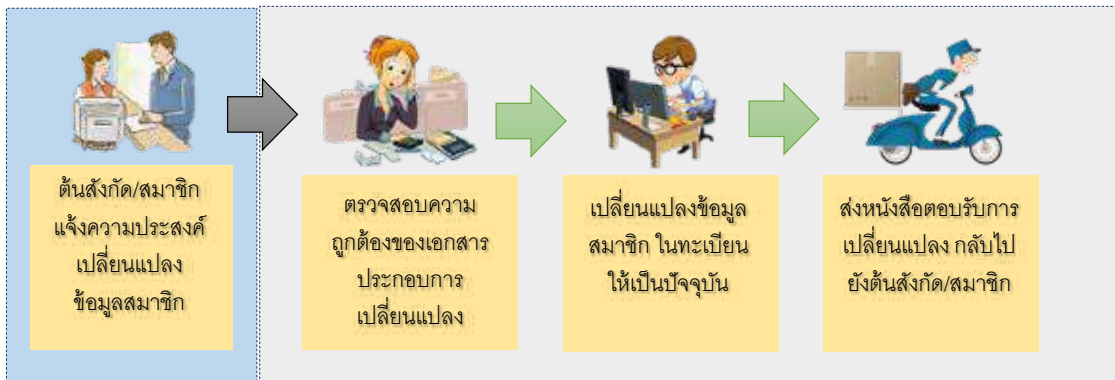 ต้นสังกัด/สมาชิก
แจ้งความประสงค์
เปลี่ยนแปลง
ข้อมูลสมาชิก
ตรวจสอบความ
ถูกต้องของเอกสาร
ประกอบการ
เปลี่ยนแปลง
เปลี่ยนแปลงข้อมูล
สมาชิก ในทะเบียน
ให้เป็นปัจจุบัน
ส่งหนังสือตอบรับการ
เปลี่ยนแปลง กลับไป
ยังต้นสังกัด/สมาชิก